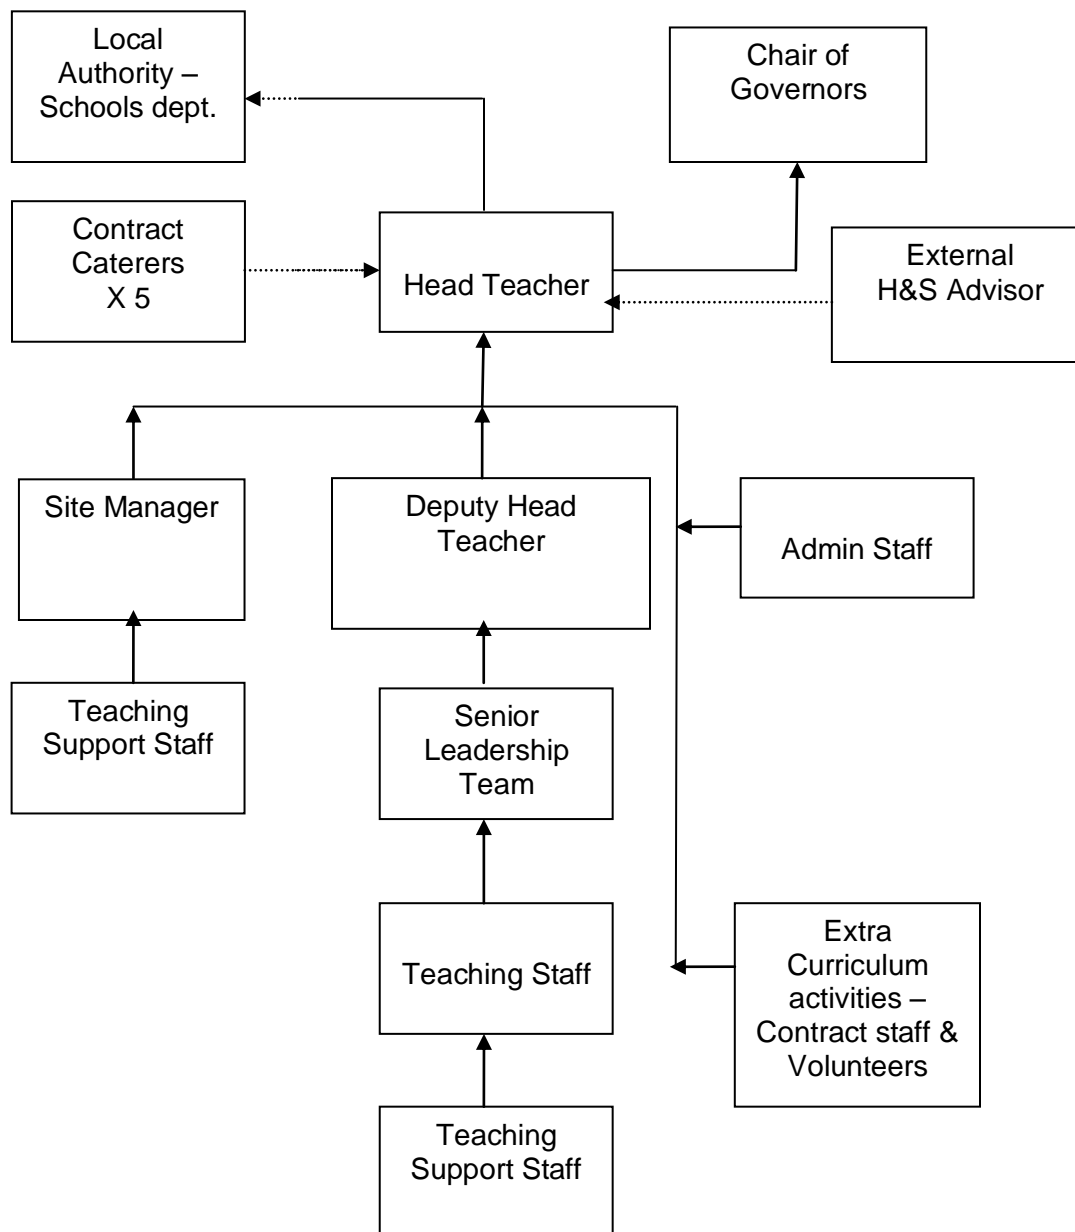 Local
Authority –
Schools dept.
Chair of
Governors
Contract
Caterers
X 5
Head Teacher
External
H&S Advisor
Site Manager
Deputy Head
Teacher
Admin Staff
Teaching
Support Staff
Senior
Leadership
Team
Teaching Staff
Extra
Curriculum
activities –
Contract staff &
Volunteers
Teaching
Support Staff